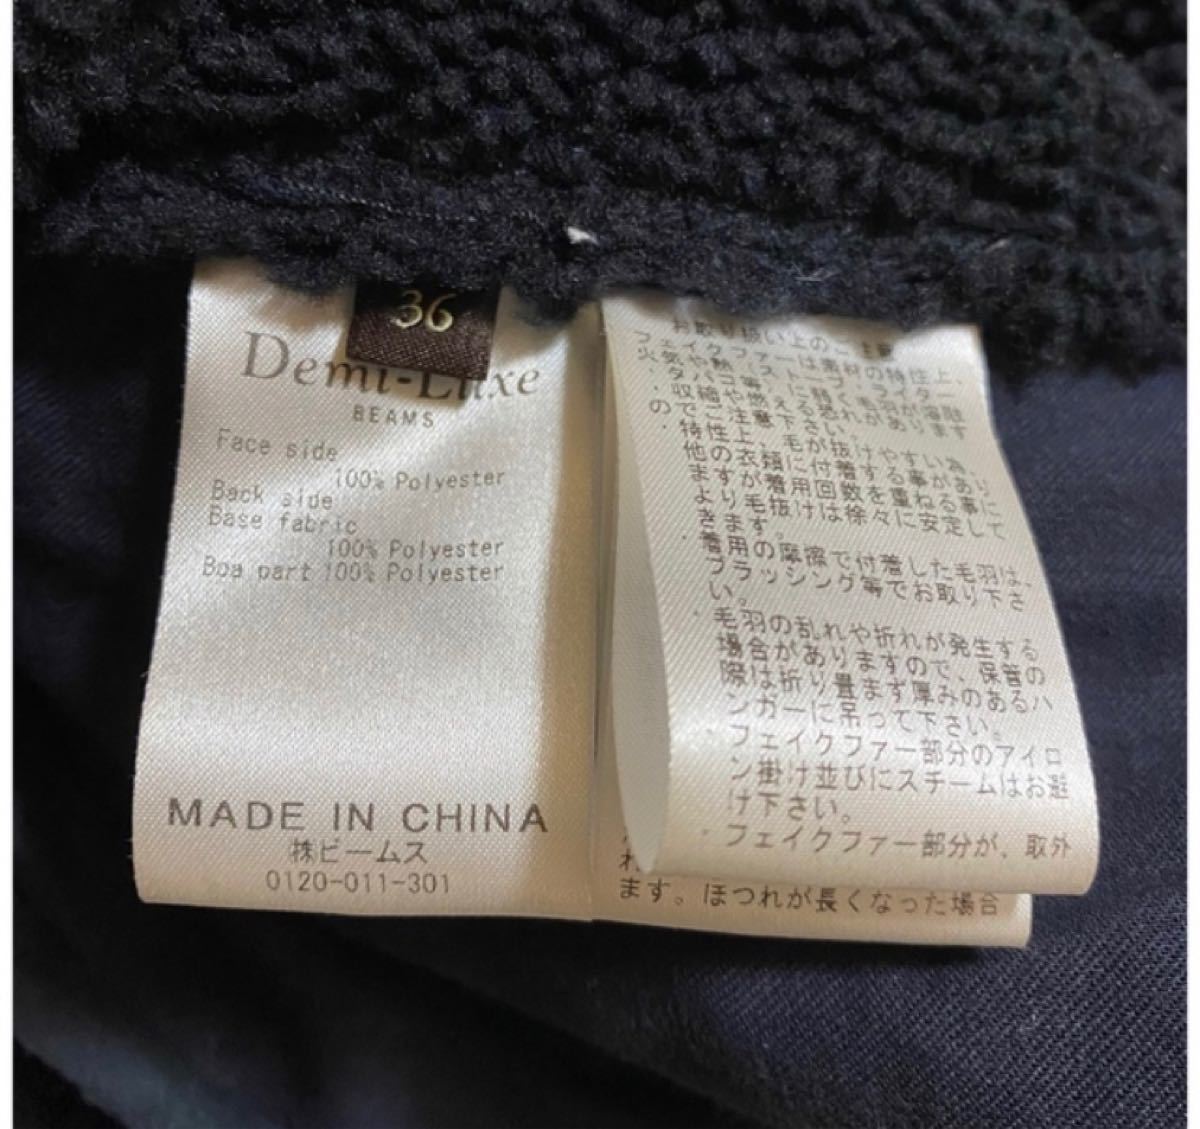 36
Demi-Luxe
BEAMS
Face side
100% Polyester
Back side
Base fabric
100% Polyester
Boa part 100% Polyester
MADE IN CHINA
㈱ビームス
0120-011-301
お取り扱い上のご注意
フェイクファーは素材の特性上、
火気や熱(ストーブ・ライター
・タバコ等)に弱く毛羽が溶融
・収縮や燃える恐れがあります
のでご注意下さい。
・特性上、毛が抜けやすい為、
他の衣類に付着する事があり
ますが着用回数を重ねる事に
より毛抜けは徐々に安定して
きます。
・着用の摩擦で付着した毛羽は、
ブラッシング等でお取り下さ
い。
・毛羽の乱れや折れが発生する
場合がありますので、保管の
際は折り畳まず厚みのあるハ
ンガーに吊って下さい。
・フェイクファー部分のアイロ
ン掛け並びにスチームはお避
け下さい。
・フェイクファー部分が、取外
ます。ほつれが長くなった場合